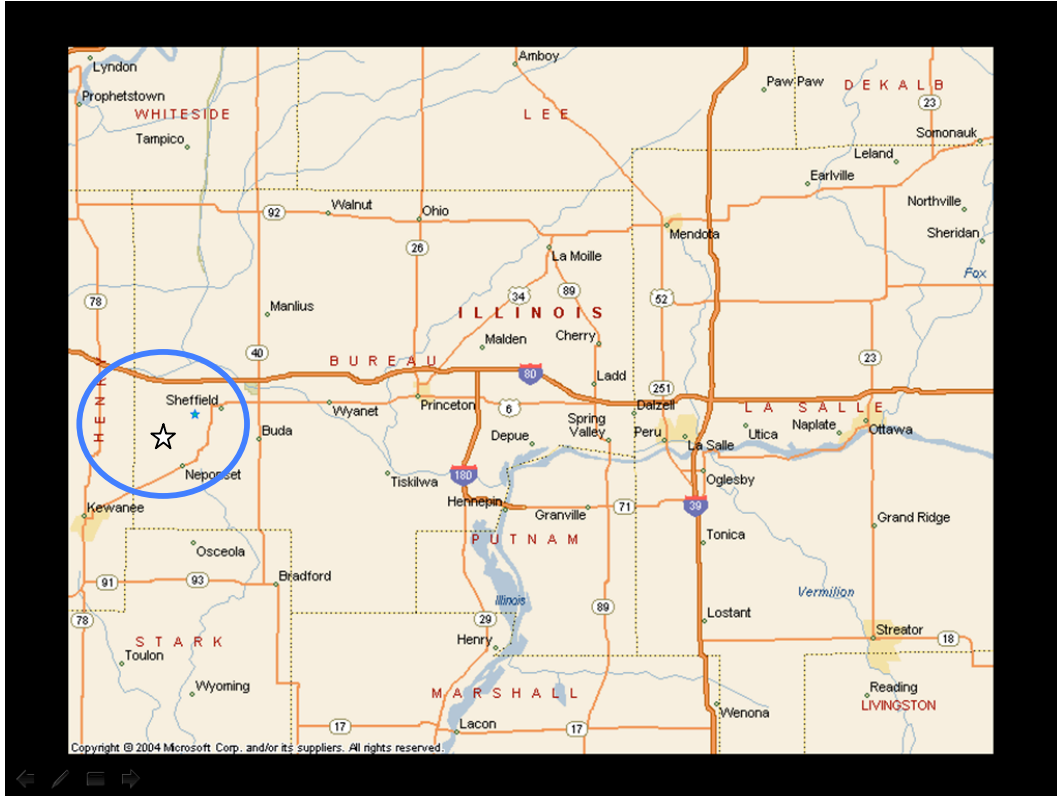 Amboy
Lyndon
Paw Paw
DEKALB
Prophetstown
23
WHITESIDE
LEE
Somonauk
Tampico
Leland
Earlville
Northville
Walnut
Ohio
92
Sheridan
Mendota
26
La Moille
Fox
34
89
52
78
Manlius
ILLINOIS
Cherry
Malden
40
BUREAU
23
HENRY
80
Ladd
251
Sheffield
Princeton
6
Dalzell
LA SALLE
Wyanet
Spring
Valley
Naplate
Ottawa
Buda
Depue
Peru
Utica
La Salle
Neponset
180
Tiskilwa
Oglesby
Hennepin
Kewanee
Granville
71
39
Grand Ridge
PUTNAM
Tonica
Osceola
91
93
Bradford
Illinois
Vermilion
89
Lostant
78
29
Streator
STARK
Henry
18
Toulon
Wyoming
Reading
MARSHALL
LIVINGSTON
Wenona
17
Lacon
17
Copyright © 2004 Microsoft Corp. and/or its suppliers. All rights reserved.